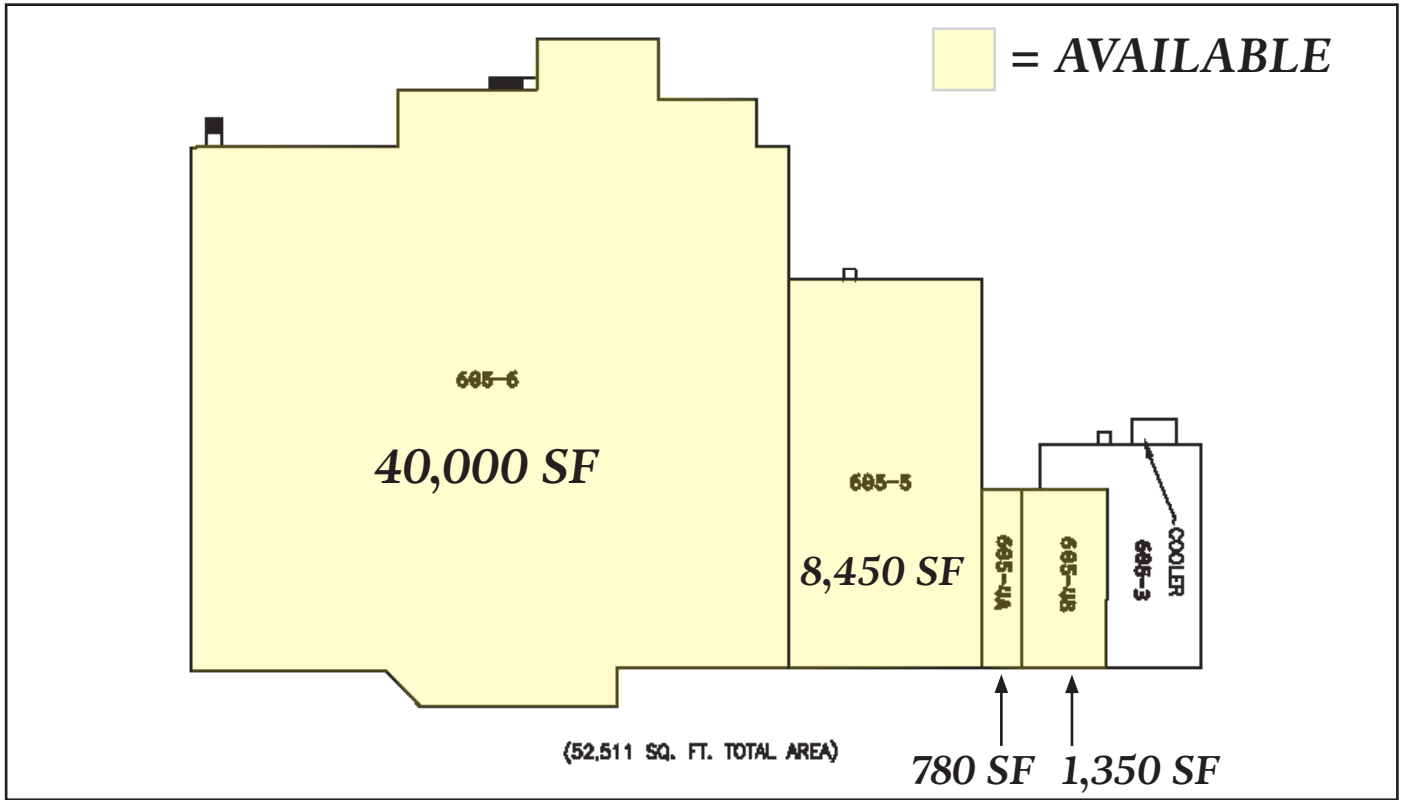 = AVAILABLE
685-6
40,000 SF
685-5
8,450 SF
685-4A
685-4B
685-3
COOLER
(52,511 SQ. FT. TOTAL AREA)
780 SF
1,350 SF